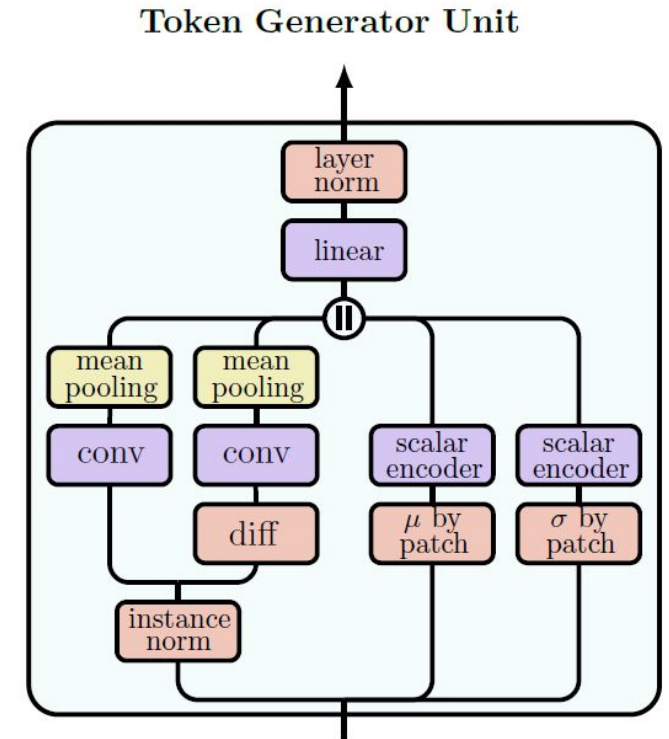 Token Generator Unit
layer
norm
linear
mean
pooling
mean
pooling
conv
conv
scalar
encoder
scalar
encoder
diff
μ by
patch
σ by
patch
instance
norm